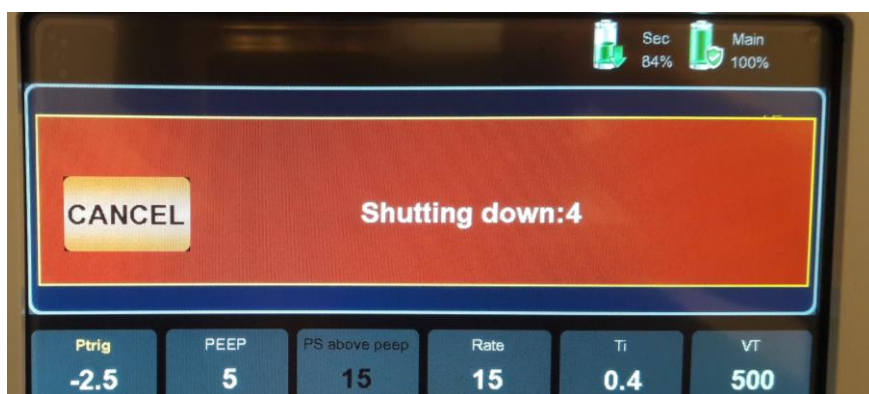 Sec
84%
Main
100%
CANCEL
Shutting down:4
Ptrig
PEEP
PS above peep
Rate
Ti
VT
-2.5
5
15
15
0.4
500